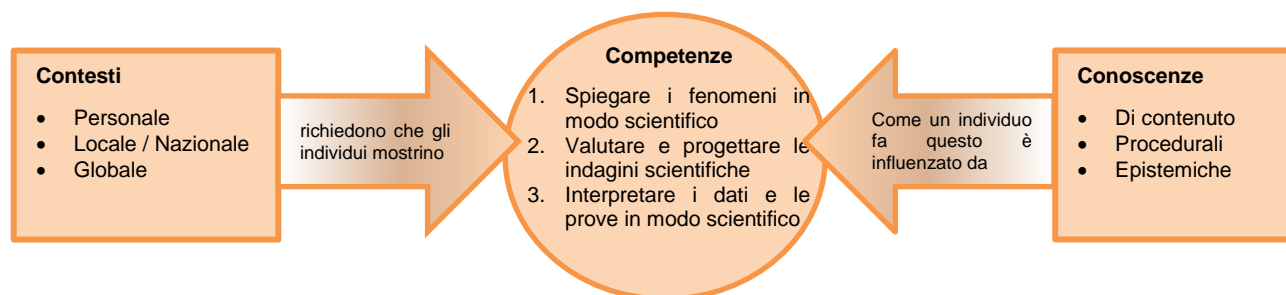 Contesti
• Personale
• Locale / Nazionale
• Globale
richiedono che gli
individui mostrino
Competenze
1. Spiegare i fenomeni in
modo scientifico
2. Valutare e progettare le
indagini scientifiche
3. Interpretare i dati e le
prove in modo scientifico
Come un individuo
fa questo è
influenzato da
Conoscenze
• Di contenuto
• Procedurali
• Epistemiche